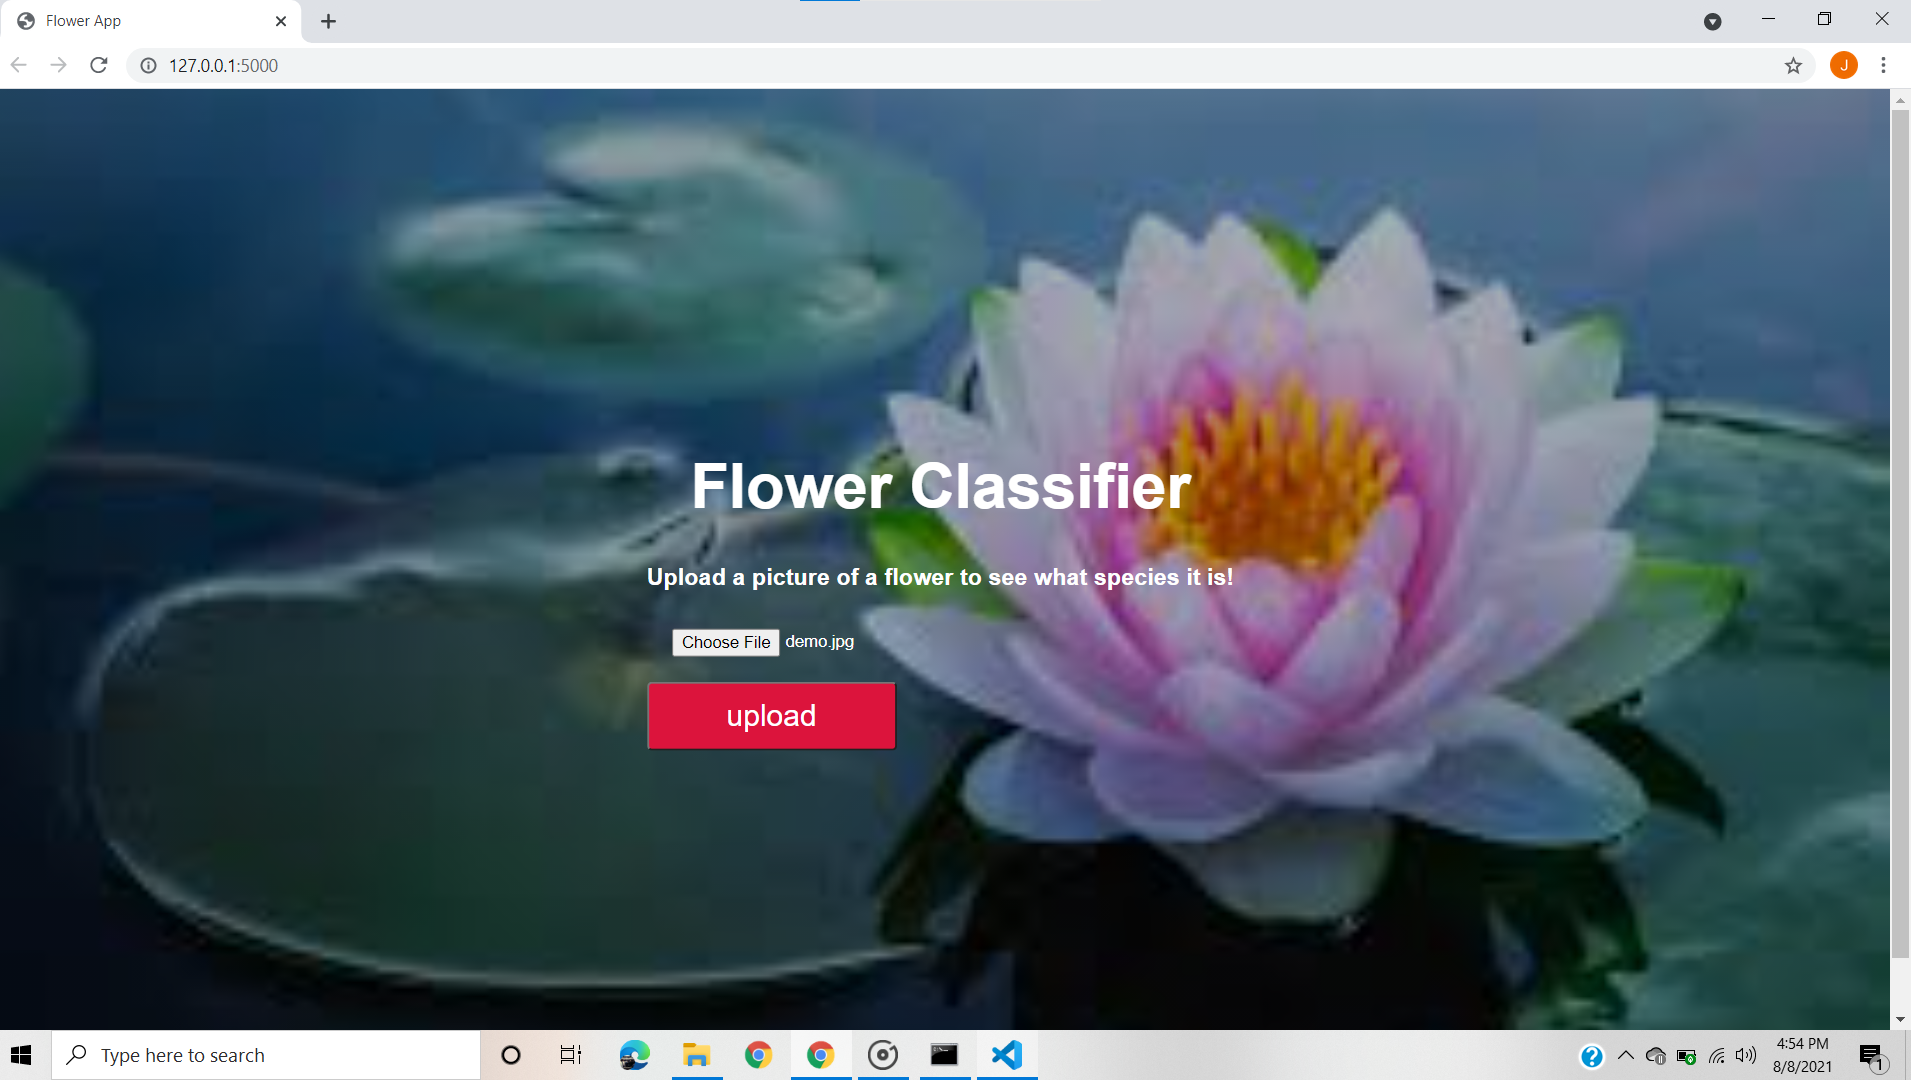 Flower App
127.0.0.1:5000
J
Flower Classifier
Upload a picture of a flower to see what species it is!
Choose File demo.jpg
upload
Type here to search
4:54 PM
8/8/2021
1